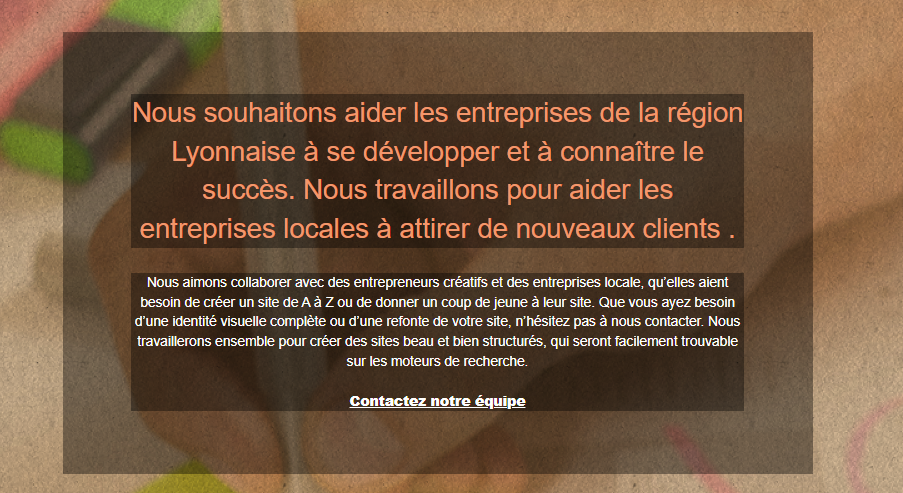 Nous souhaitons aider les entreprises de la région
Lyonnaise à se développer et à connaître le
succès. Nous travaillons pour aider les
entreprises locales à attirer de nouveaux clients .
Nous aimons collaborer avec des entrepreneurs créatifs et des entreprises locale, qu’elles aient
besoin de créer un site de A à Z ou de donner un coup de jeune à leur site. Que vous ayez besoin
d’une identité visuelle complète ou d’une refonte de votre site, n’hésitez pas à nous contacter. Nous
travaillerons ensemble pour créer des sites beau et bien structurés, qui seront facilement trouvable
sur les moteurs de recherche.
Contactez notre équipe